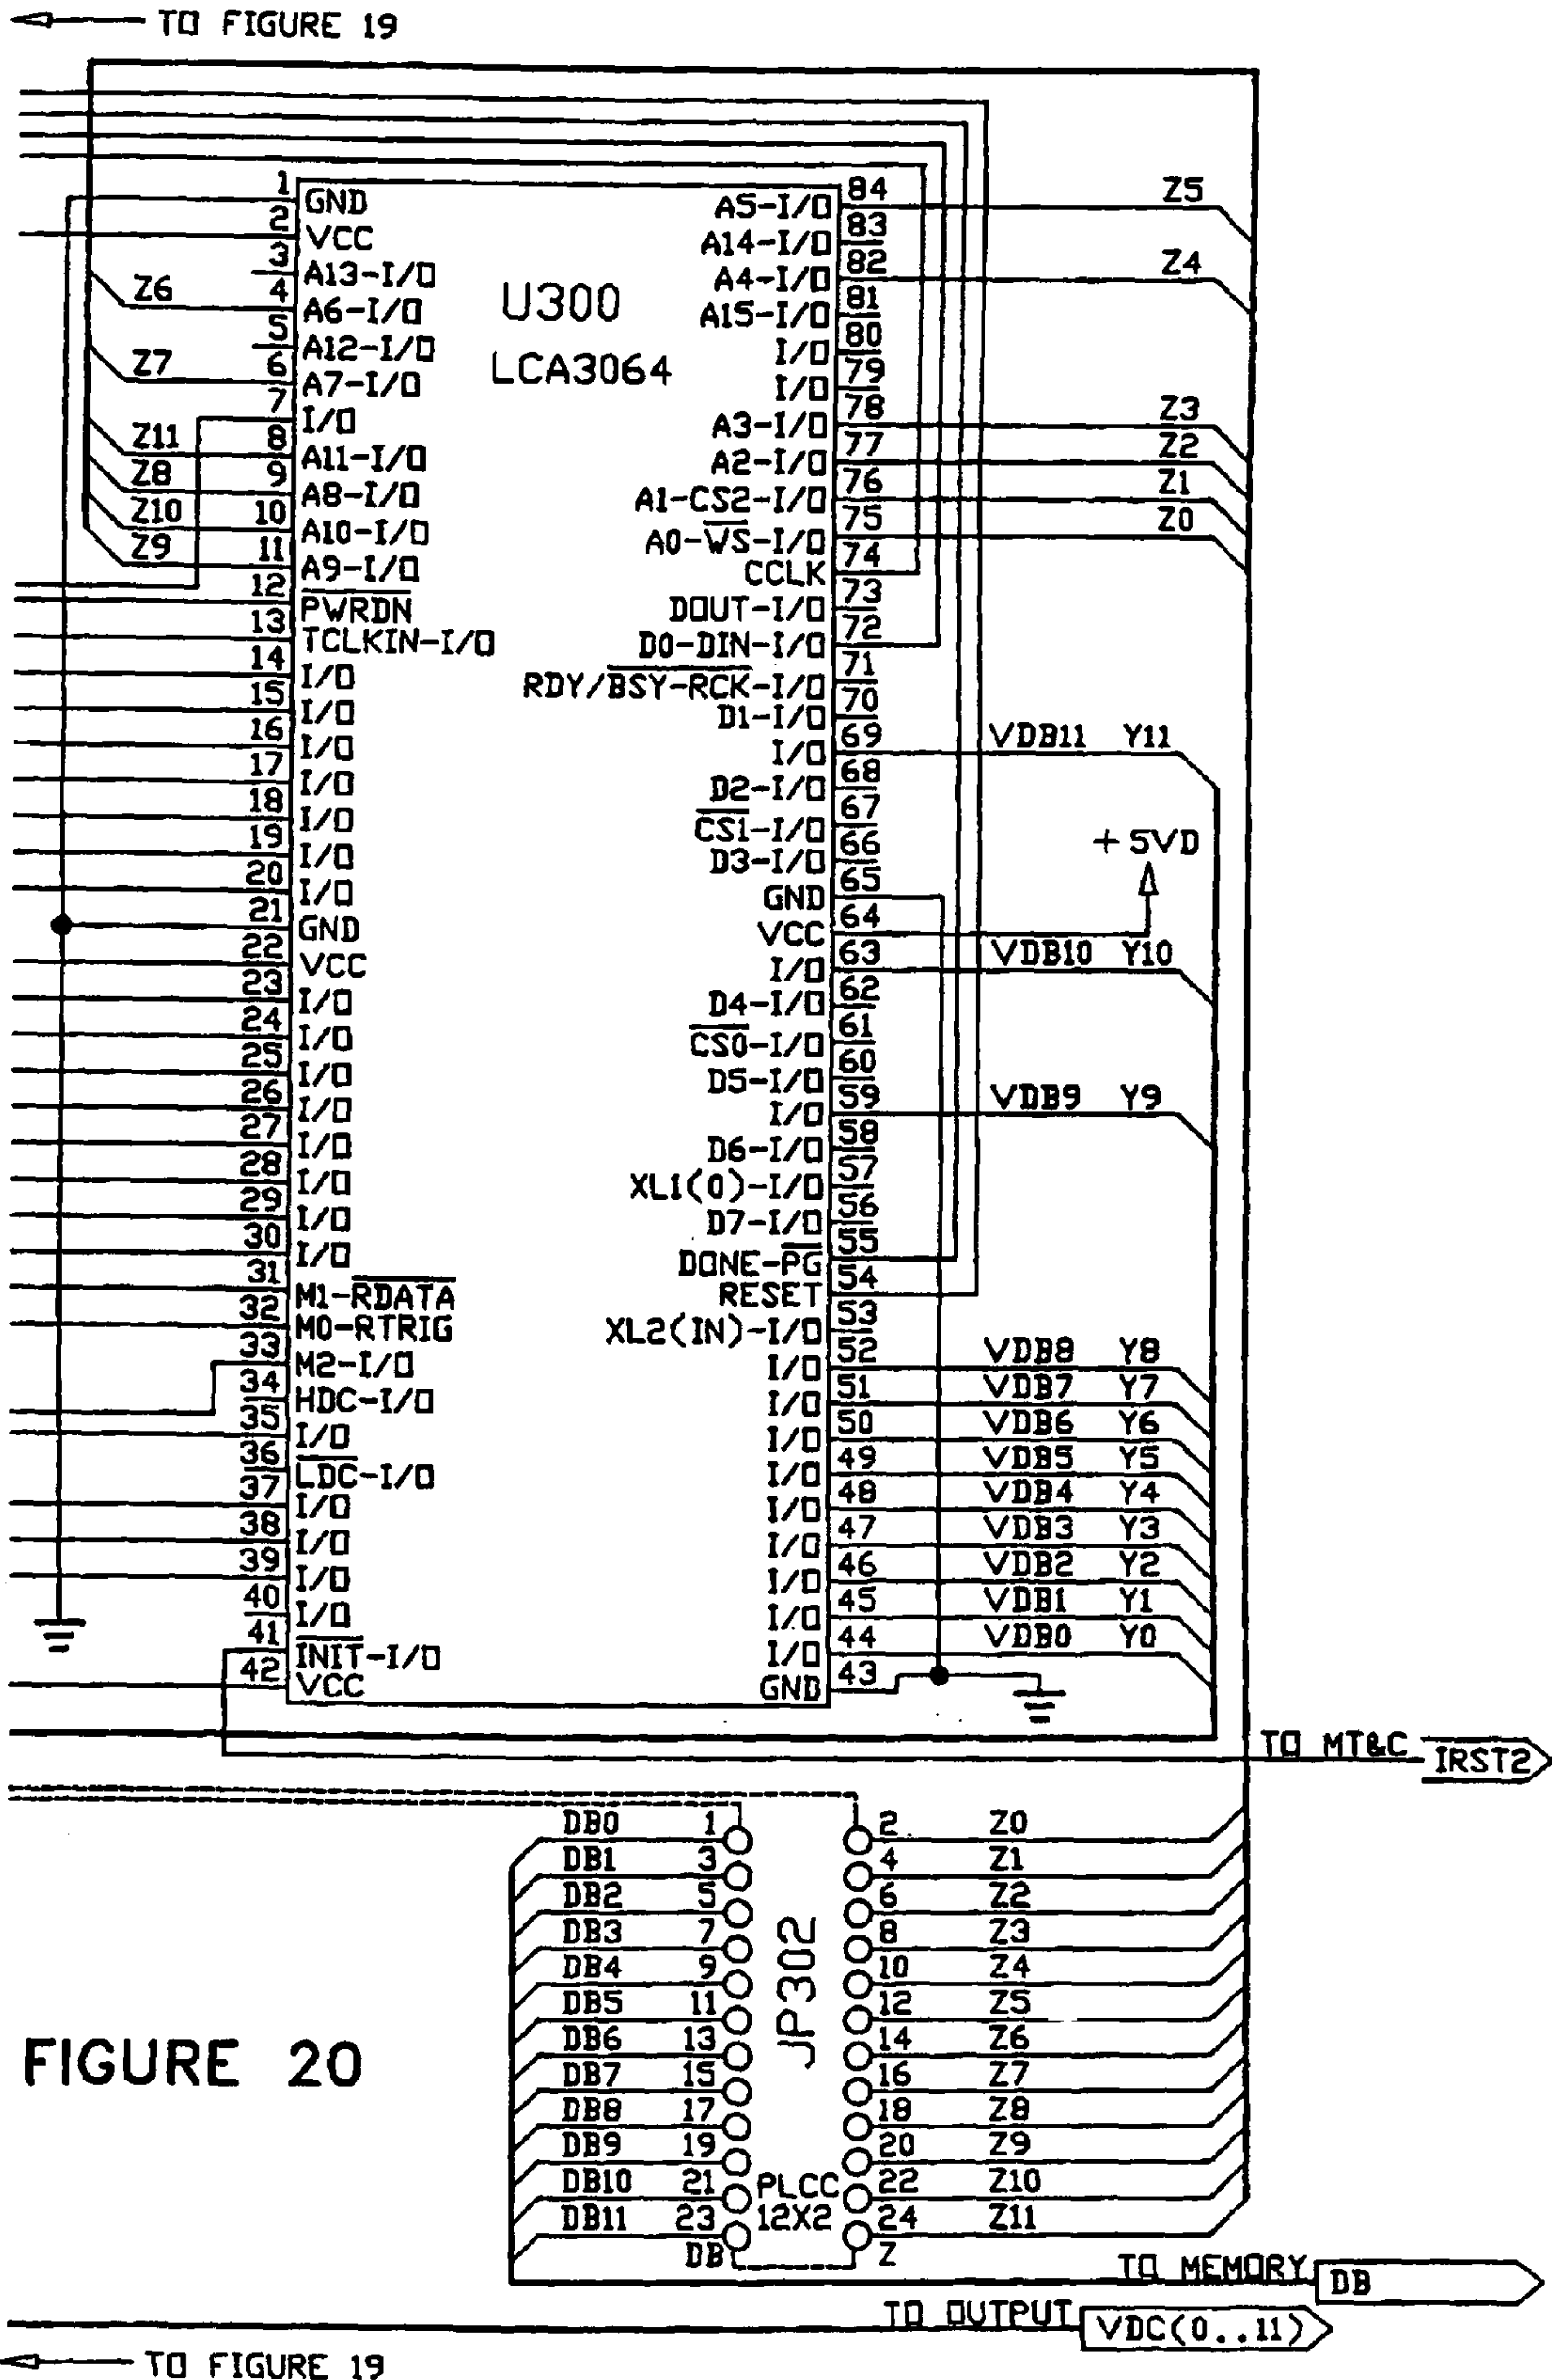 TO FIGURE 19
U300
LCA3064
1 GND
2 VCC
3 A13-I/O
Z6 4 A6-I/O
5 A12-I/O
Z7 6 A7-I/O
7 I/O
Z11 8 A11-I/O
Z8 9 A8-I/O
Z10 10 A10-I/O
Z9 11 A9-I/O
12 PWRDN
13 TCLKIN-I/O
14 I/O
15 I/O
16 I/O
17 I/O
18 I/O
19 I/O
20 I/O
21 GND
22 VCC
23 I/O
24 I/O
25 I/O
26 I/O
27 I/O
28 I/O
29 I/O
30 I/O
31 M1-RDATA
32 M0-RTRIG
33 M2-I/O
34 HDC-I/O
35 I/O
36 LDC-I/O
37 I/O
38 I/O
39 I/O
40 I/O
41 INIT-I/O
42 VCC
A5-I/O 84 Z5
A14-I/O 83
A4-I/O 82 Z4
A15-I/O 81
I/O 80
I/O 79
A3-I/O 78 Z3
A2-I/O 77 Z2
A1-CS2-I/O 76 Z1
A0-WS-I/O 75 Z0
CCLK 74
DOUT-I/O 73
D0-DIN-I/O 72
RDY/BSY-RCK-I/O 71
D1-I/O 70
I/O 69 VDB11 Y11
D2-I/O 68
CS1-I/O 67
D3-I/O 66
+5VD
GND 65
VCC 64
I/O 63 VDB10 Y10
D4-I/O 62
CS0-I/O 61
D5-I/O 60
I/O 59 VDB9 Y9
D6-I/O 58
XL1(0)-I/O 57
D7-I/O 56
DONE-PG 55
RESET 54
XL2(IN)-I/O 53
I/O 52 VDB8 Y8
I/O 51 VDB7 Y7
I/O 50 VDB6 Y6
I/O 49 VDB5 Y5
I/O 48 VDB4 Y4
I/O 47 VDB3 Y3
I/O 46 VDB2 Y2
I/O 45 VDB1 Y1
I/O 44 VDB0 Y0
GND 43
TO MT&C IRST2
DB0 1 2 Z0
DB1 3 4 Z1
DB2 5 6 Z2
DB3 7 8 Z3
DB4 9 10 Z4
DB5 11 12 Z5
DB6 13 14 Z6
DB7 15 16 Z7
DB8 17 18 Z8
DB9 19 20 Z9
DB10 21 22 Z10
DB11 23 24 Z11
JP302
PLCC
12X2
DB Z
FIGURE 20
TO MEMORY DB
TO OUTPUT VDC(0..11)
TO FIGURE 19